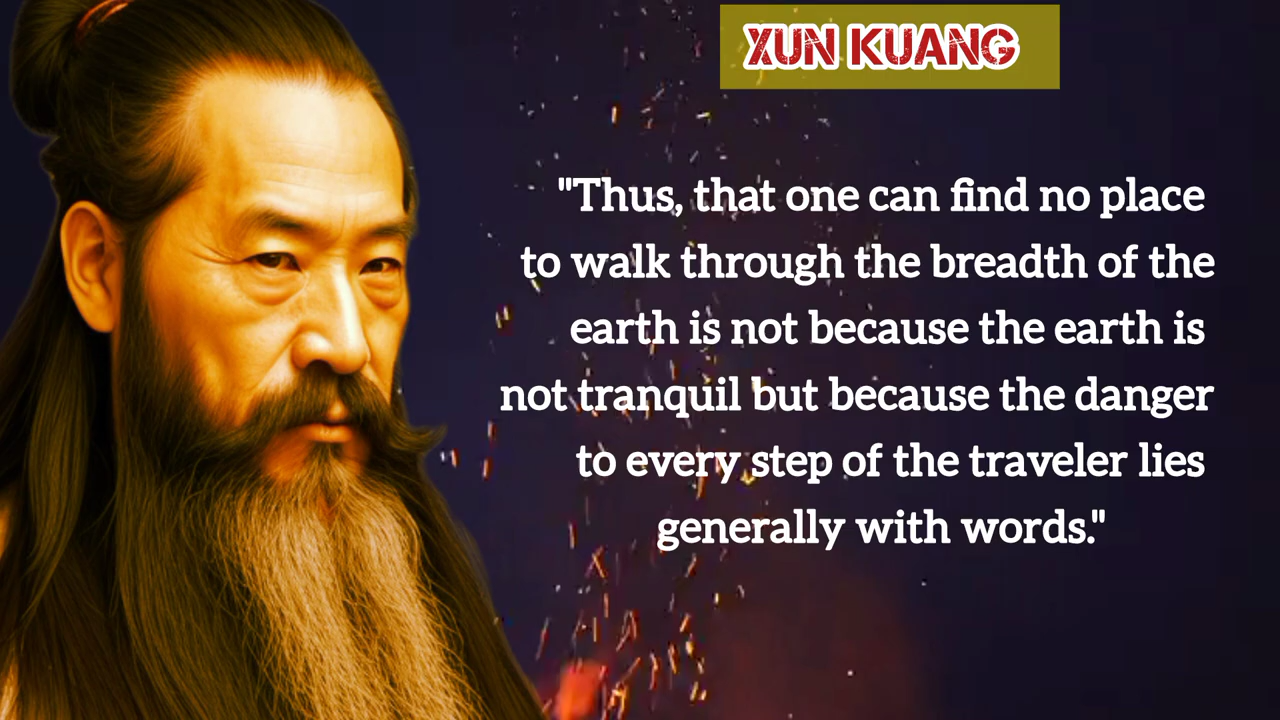 XUN KUANG
"Thus, that one can find no place
to walk through the breadth of the
earth is not because the earth is
not tranquil but because the danger
to every step of the traveler lies
generally with words."